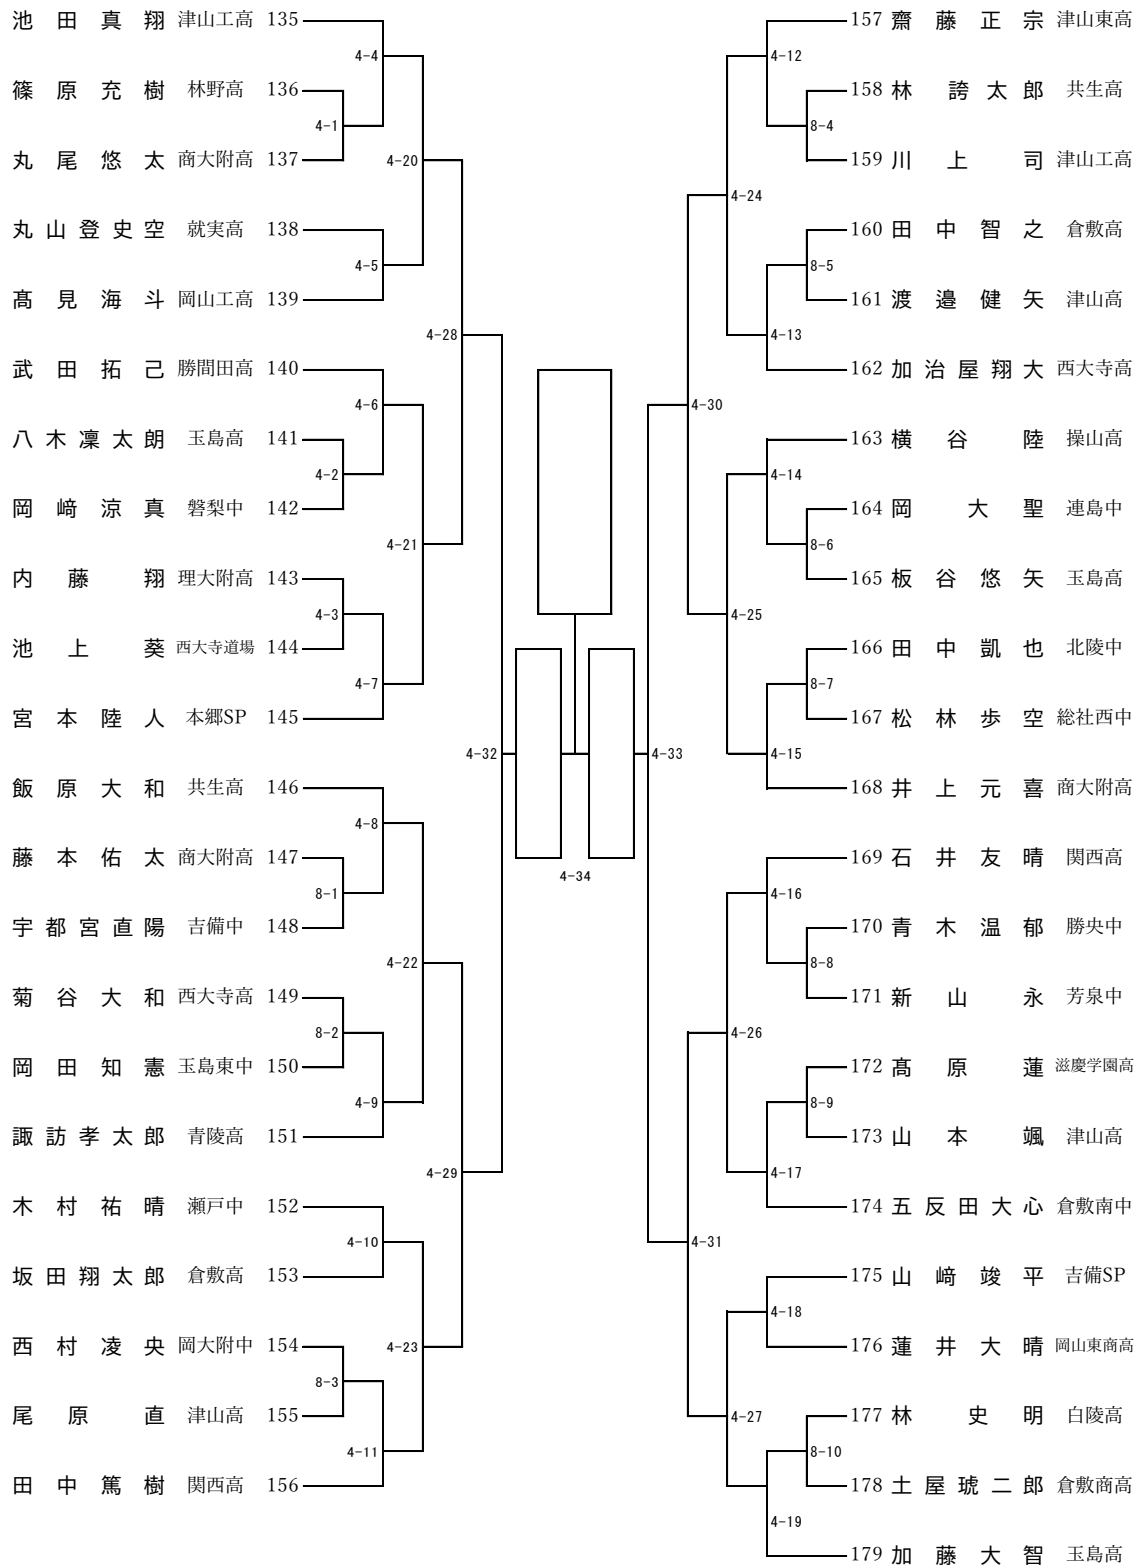 池田真翔 津山工高 135
4-4
篠原充樹 林野高 136
4-1
丸尾悠太 商大附高 137
4-20
丸山登史空 就実高 138
4-5
髙見海斗 岡山工高 139
4-28
武田拓己 勝間田高 140
4-6
八木凜太朗 玉島高 141
4-2
岡﨑涼真 磐梨中 142
4-21
内藤翔 理大附高 143
4-3
池上葵 西大寺道場 144
4-7
宮本陸人 本郷SP 145
4-32
飯原大和 共生高 146
4-8
藤本佑太 商大附高 147
8-1
宇都宮直陽 吉備中 148
4-22
菊谷大和 西大寺高 149
8-2
岡田知憲 玉島東中 150
4-9
諏訪孝太郎 青陵高 151
4-29
木村祐晴 瀬戸中 152
4-10
坂田翔太郎 倉敷高 153
西村凌央 岡大附中 154
4-23
8-3
尾原直 津山高 155
4-11
田中篤樹 関西高 156
4-34
157 齋藤正宗 津山東高
4-12
158 林誇太郎 共生高
8-4
159 川上司 津山工高
4-24
160 田中智之 倉敷高
8-5
161 渡邉健矢 津山高
4-13
162 加治屋翔大 西大寺高
4-30
163 横谷陸 操山高
4-14
164 岡大聖 連島中
8-6
165 板谷悠矢 玉島高
4-25
166 田中凱也 北陵中
8-7
167 松林歩空 総社西中
4-15
4-33
168 井上元喜 商大附高
169 石井友晴 関西高
4-16
170 青木温郁 勝央中
8-8
171 新山永 芳泉中
4-26
172 髙原蓮 滋慶学園高
8-9
173 山本颯 津山高
4-17
174 五反田大心 倉敷南中
4-31
175 山﨑竣平 吉備SP
4-18
176 蓮井大晴 岡山東商高
4-27
177 林史明 白陵高
8-10
178 土屋琥二郎 倉敷商高
4-19
179 加藤大智 玉島高